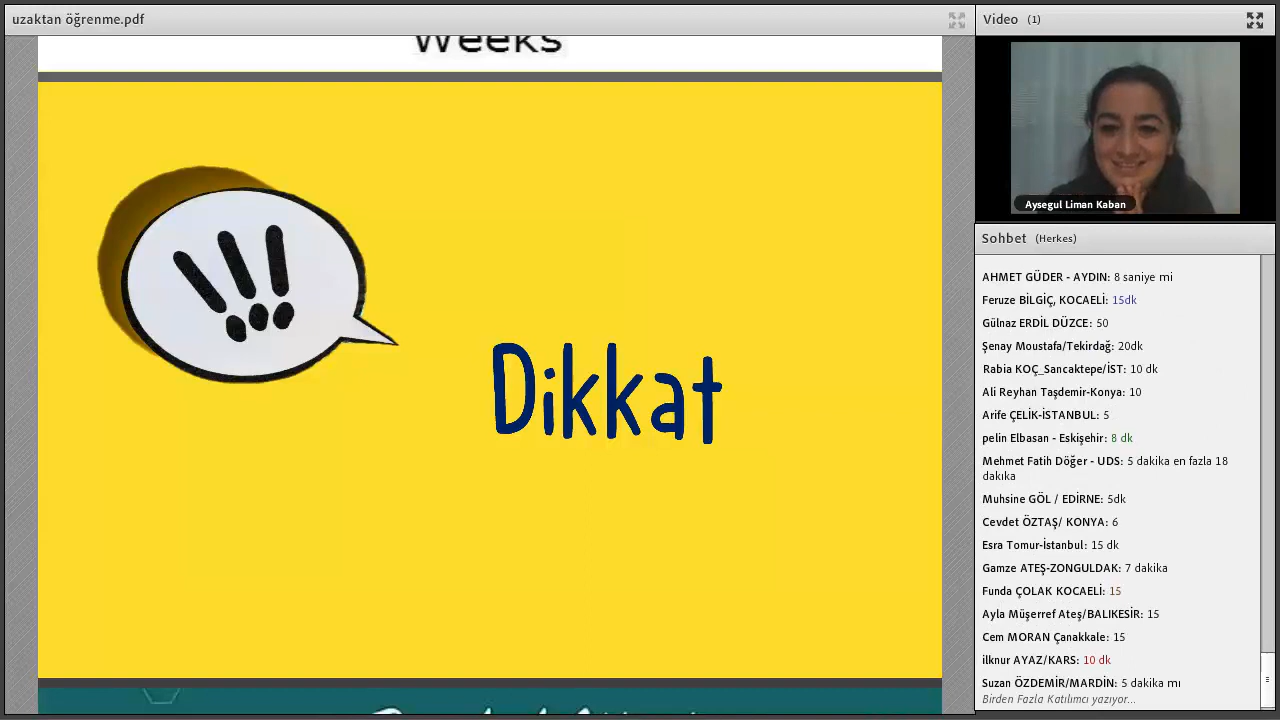 uzaktan öğrenme.pdf
Weeks
!!!
Dikkat
Video (1)
Aysegul Liman Kaban
Sohbet (Herkes)
AHMET GÜDER - AYDIN: 8 saniye mi
Feruze BİLGİÇ, KOCAELİ: 15dk
Gülnaz ERDİL DÜZCE: 50
Şenay Moustafa/Tekirdağ: 20dk
Rabia KOÇ_Sancaktepe/İST: 10 dk
Ali Reyhan Taşdemir-Konya: 10
Arife ÇELİK-İSTANBUL: 5
pelin Elbasan - Eskişehir: 8 dk
Mehmet Fatih Döğer - UDS: 5 dakika en fazla 18
dakıka
Muhsine GÖL / EDİRNE: 5dk
Cevdet ÖZTAŞ/ KONYA: 6
Esra Tomur-İstanbul: 15 dk
Gamze ATEŞ-ZONGULDAK: 7 dakika
Funda ÇOLAK KOCAELİ: 15
Ayla Müşerref Ateş/BALIKESİR: 15
Cem MORAN Çanakkale: 15
ilknur AYAZ/KARS: 10 dk
Suzan ÖZDEMİR/MARDİN: 5 dakika mı
Birden Fazla Katılımcı yazıyor...